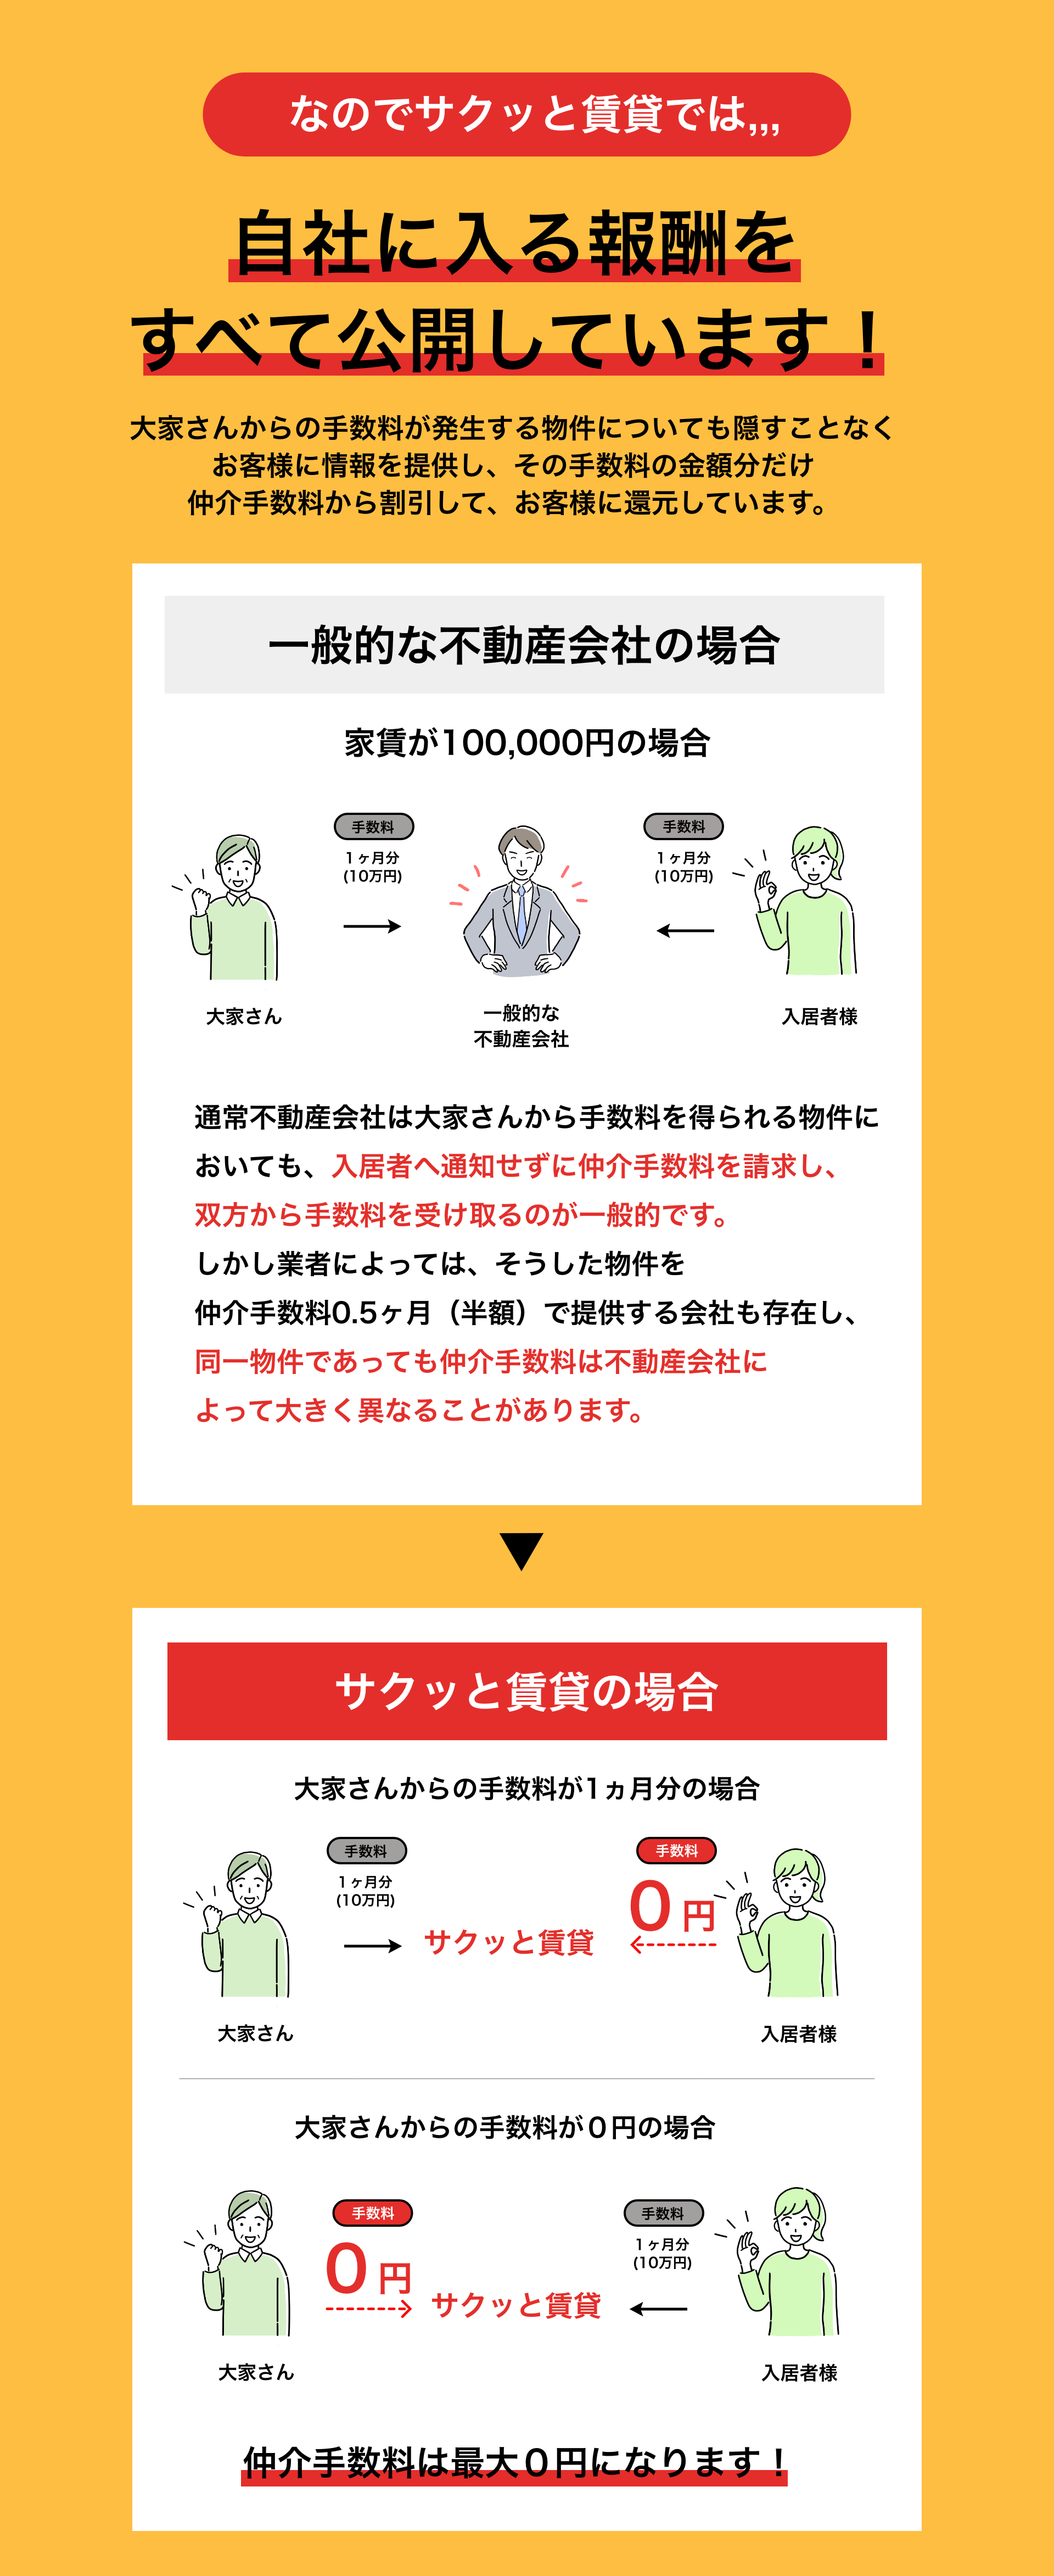 なのでサクッと賃貸では,,,
自社に入る報酬を
すべて公開しています！
大家さんからの手数料が発生する物件についても隠すことなく
お客様に情報を提供し、その手数料の金額分だけ
仲介手数料から割引して、お客様に還元しています。
一般的な不動産会社の場合
家賃が100,000円の場合
手数料
1ヶ月分
(10万円)
手数料
1ヶ月分
(10万円)
大家さん
一般的な
不動産会社
入居者様
通常不動産会社は大家さんから手数料を得られる物件に
おいても、入居者へ通知せずに仲介手数料を請求し、
双方から手数料を受け取るのが一般的です。
しかし業者によっては、そうした物件を
仲介手数料0.5ヶ月（半額）で提供する会社も存在し、
同一物件であっても仲介手数料は不動産会社に
よって大きく異なることがあります。
サクッと賃貸の場合
大家さんからの手数料が1ヵ月分の場合
手数料
1ヶ月分
(10万円)
サクッと賃貸
手数料
0円
大家さん
入居者様
大家さんからの手数料が０円の場合
手数料
0円
サクッと賃貸
手数料
1ヶ月分
(10万円)
大家さん
入居者様
仲介手数料は最大０円になります！